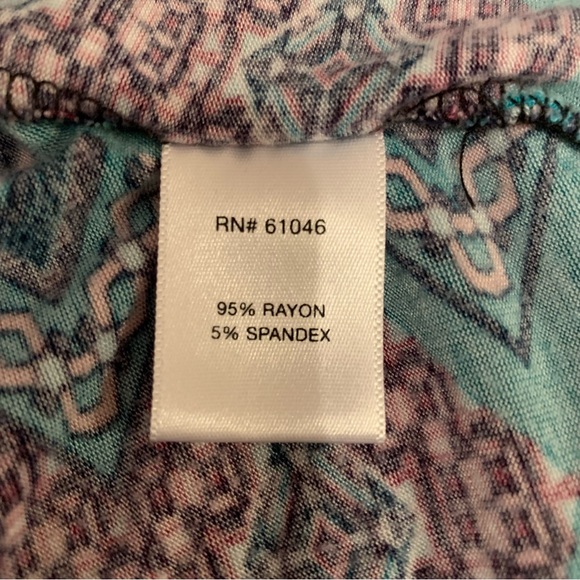 RN# 61046
95% RAYON
5% SPANDEX